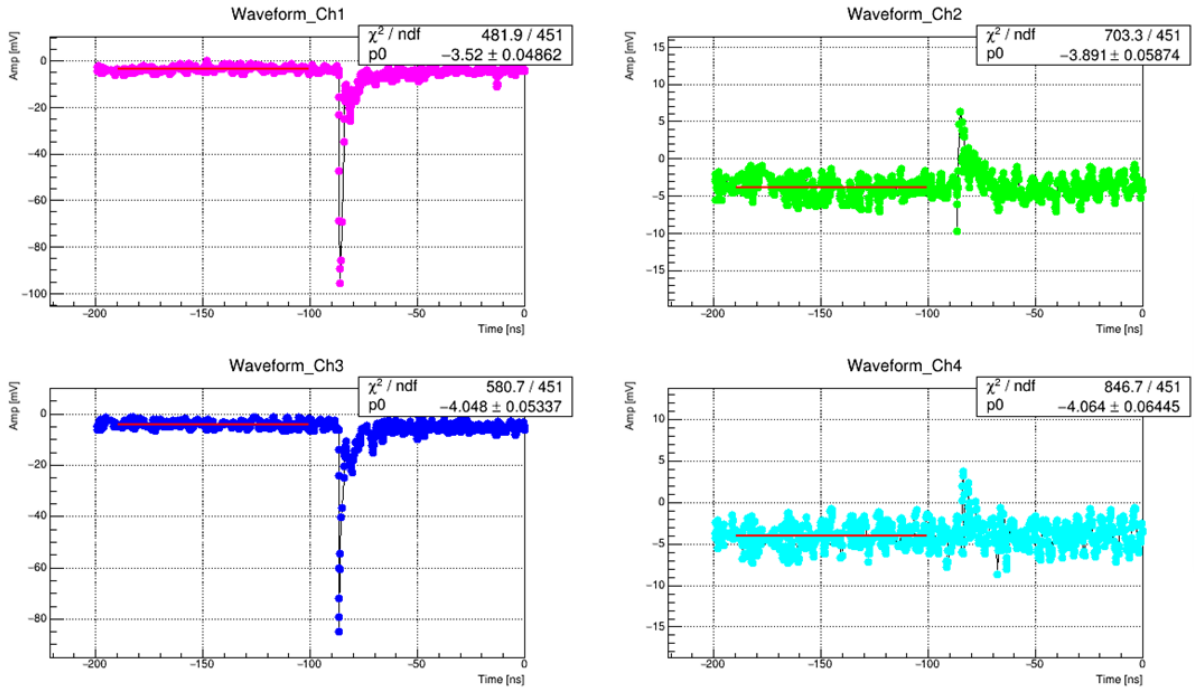 Waveform_Ch1
χ² / ndf 481.9 / 451
p0 −3.52 ± 0.04862
Amp [mV]
0
−20
−40
−60
−80
−100
−200 −150 −100 −50 0
Time [ns]
Waveform_Ch2
χ² / ndf 703.3 / 451
p0 −3.891 ± 0.05874
Amp [mV]
15
10
5
0
−5
−10
−15
−200 −150 −100 −50 0
Time [ns]
Waveform_Ch3
χ² / ndf 580.7 / 451
p0 −4.048 ± 0.05337
Amp [mV]
0
−20
−40
−60
−80
−200 −150 −100 −50 0
Time [ns]
Waveform_Ch4
χ² / ndf 846.7 / 451
p0 −4.064 ± 0.06445
Amp [mV]
10
5
0
−5
−10
−15
−200 −150 −100 −50 0
Time [ns]